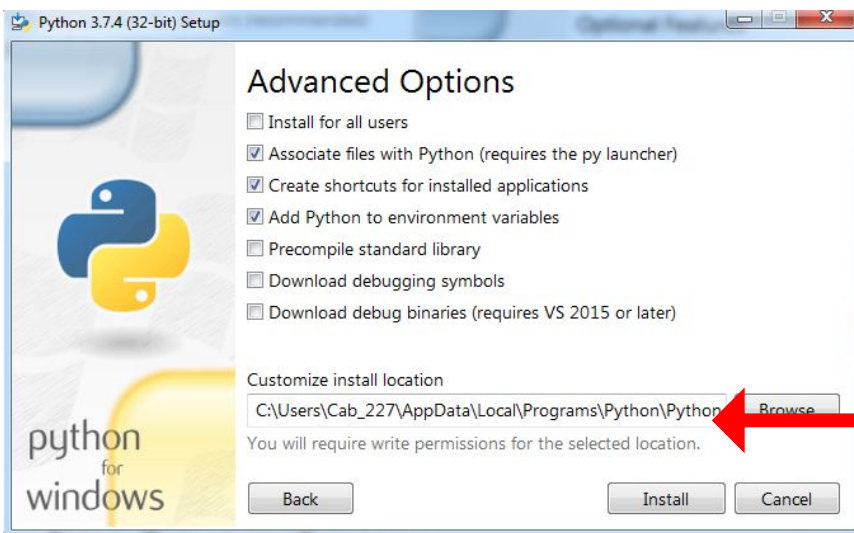 Python 3.7.4 (32-bit) Setup
Advanced Options
Install for all users
Associate files with Python (requires the py launcher)
Create shortcuts for installed applications
Add Python to environment variables
Precompile standard library
Download debugging symbols
Download debug binaries (requires VS 2015 or later)
Customize install location
C:\Users\Cab_227\AppData\Local\Programs\Python\Python
Browse
You will require write permissions for the selected location.
python
for
windows
Back
Install
Cancel